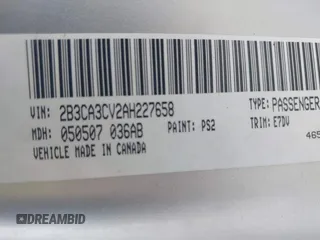 VIN: 2B3CA3CV2AH227658 TYPE: PASSENGER
MDH: 050507 036AB PAINT: PS2 TRIM: E7DV
VEHICLE MADE IN CANADA
465
DREAMBID